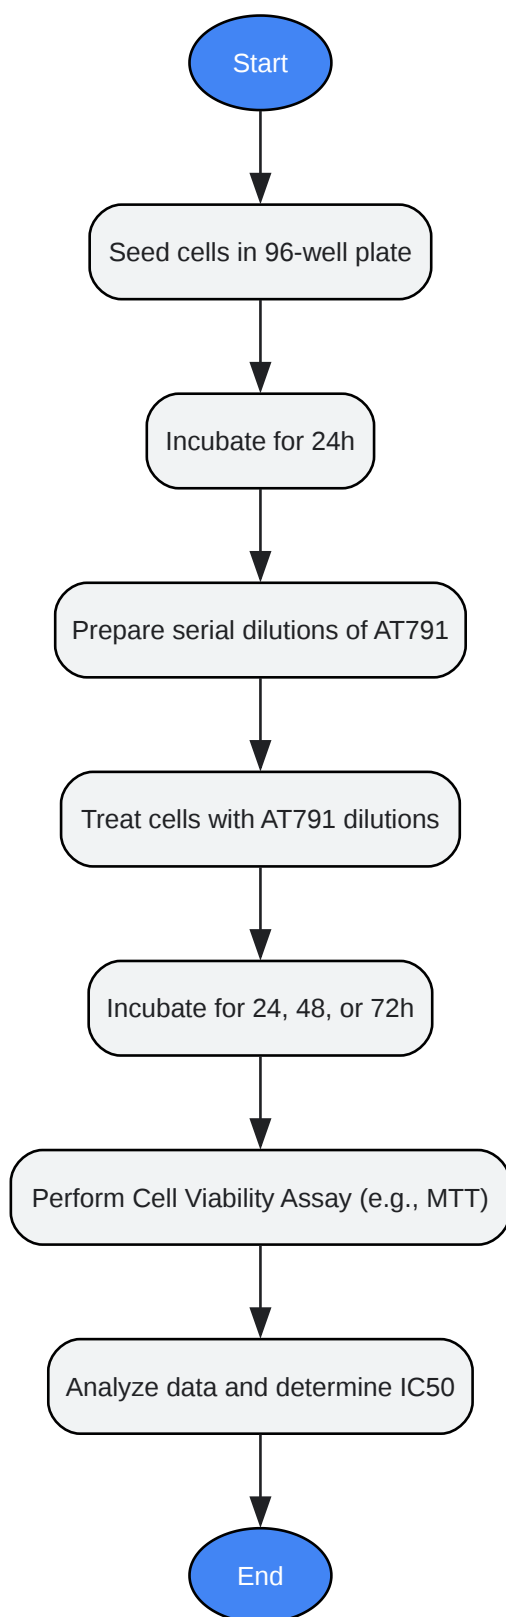 Start
Seed cells in 96-well plate
Incubate for 24h
Prepare serial dilutions of AT791
Treat cells with AT791 dilutions
Incubate for 24, 48, or 72h
Perform Cell Viability Assay (e.g., MTT)
Analyze data and determine IC50
End